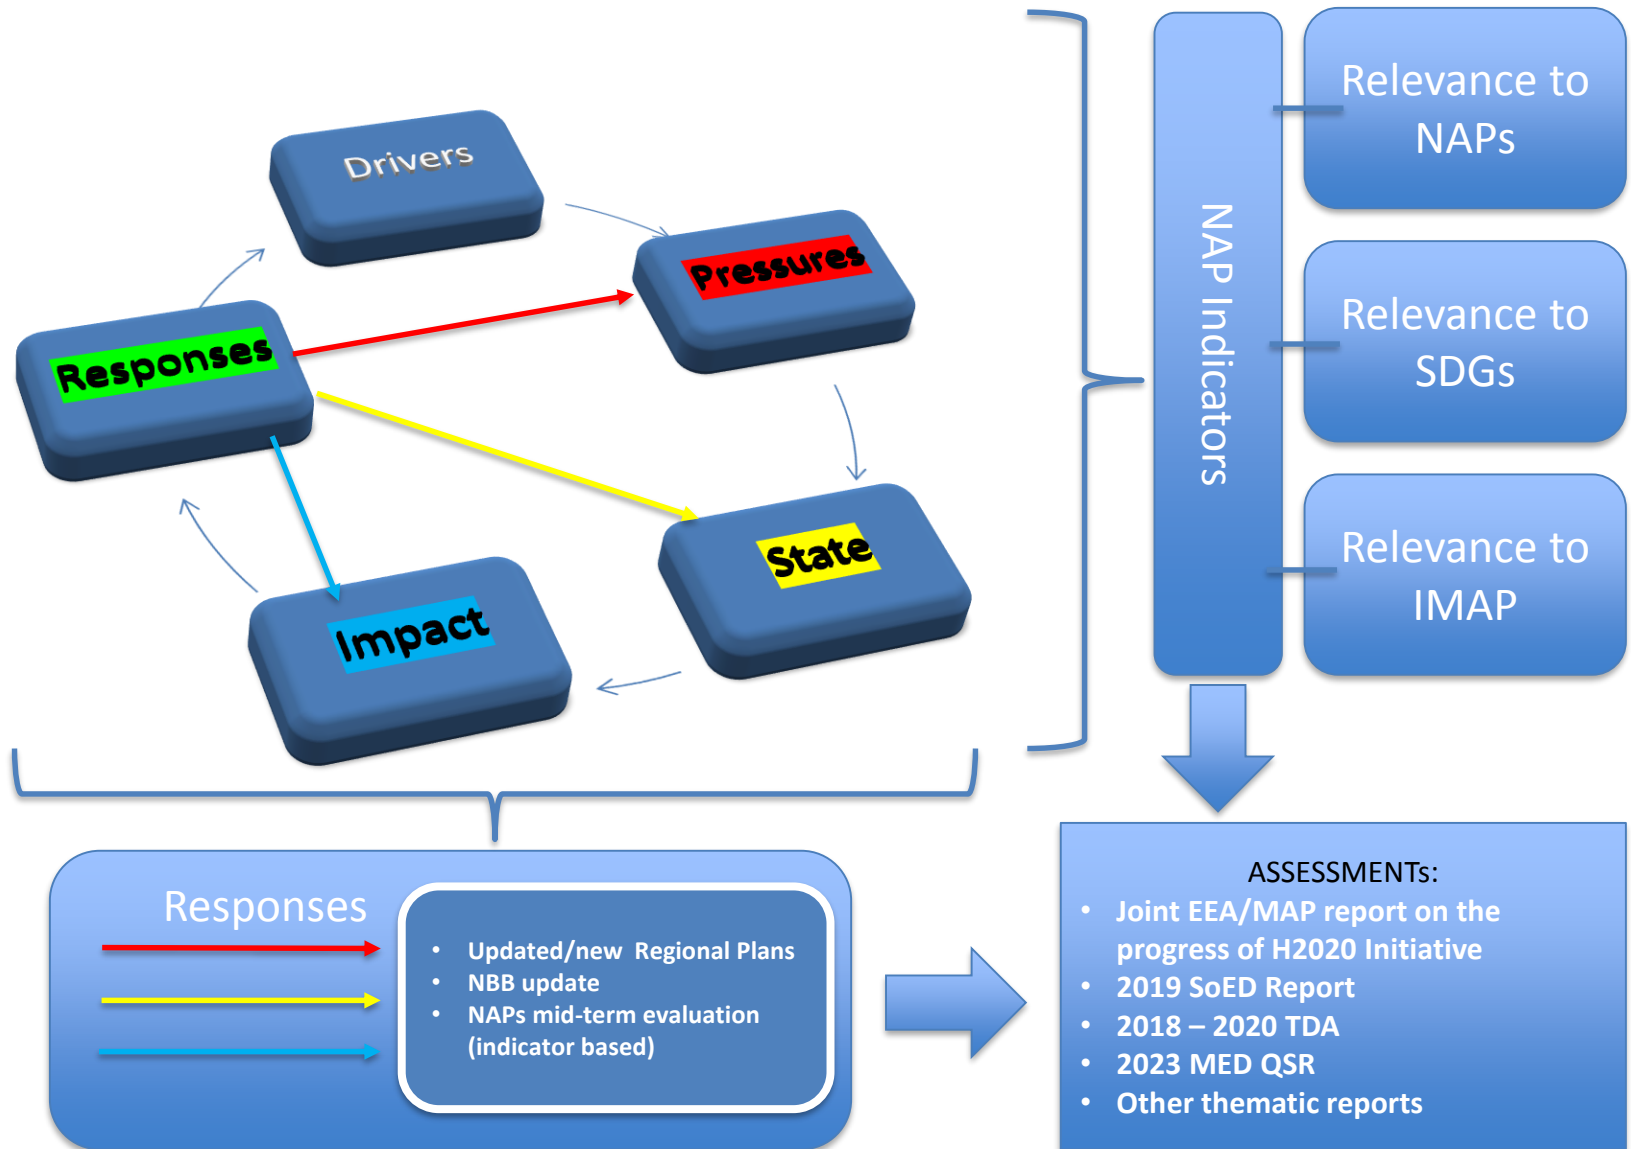 Drivers
Pressures
Responses
State
Impact
NAP Indicators
Relevance to
NAPs
Relevance to
SDGs
Relevance to
IMAP
Responses
• Updated/new Regional Plans
• NBB update
• NAPs mid-term evaluation
(indicator based)
ASSESSMENTs:
• Joint EEA/MAP report on the
progress of H2020 Initiative
• 2019 SoED Report
• 2018 – 2020 TDA
• 2023 MED QSR
• Other thematic reports